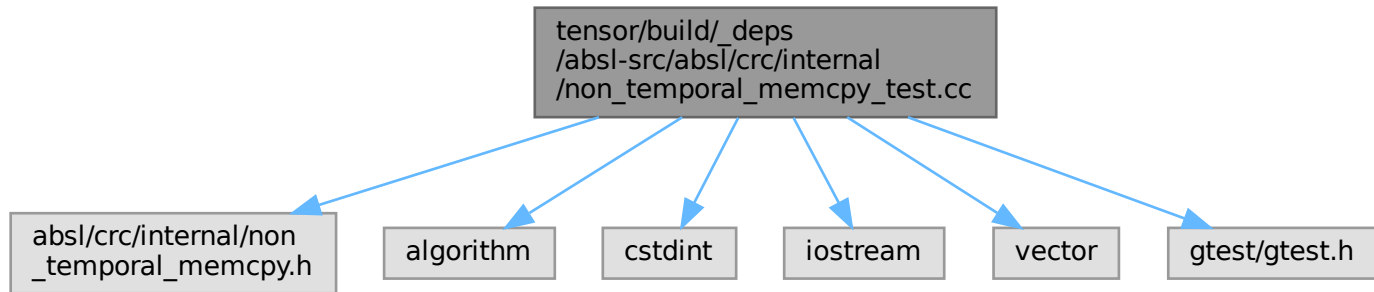 tensor/build/_deps
/absl-src/absl/crc/internal
/non_temporal_memcpy_test.cc
absl/crc/internal/non
_temporal_memcpy.h
algorithm
cstdint
iostream
vector
gtest/gtest.h